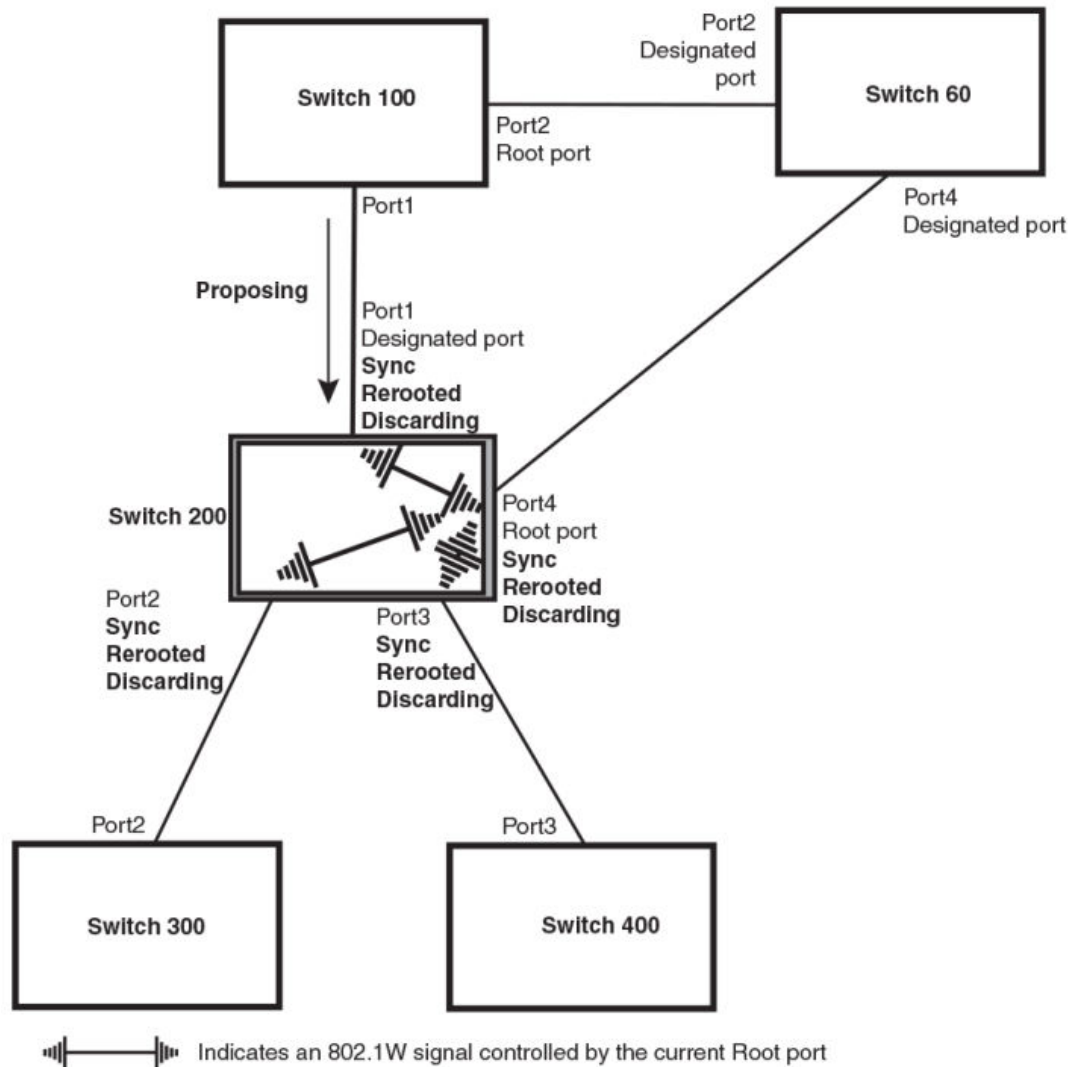 Switch 100
Port2
Designated
port
Switch 60
Port2
Root port
Port1
Port4
Designated port
Proposing
Port1
Designated port
Sync
Rerooted
Discarding
Switch 200
Port4
Root port
Sync
Rerooted
Discarding
Port2
Sync
Rerooted
Discarding
Port3
Sync
Rerooted
Discarding
Port2
Port3
Switch 300
Switch 400
Indicates an 802.1W signal controlled by the current Root port